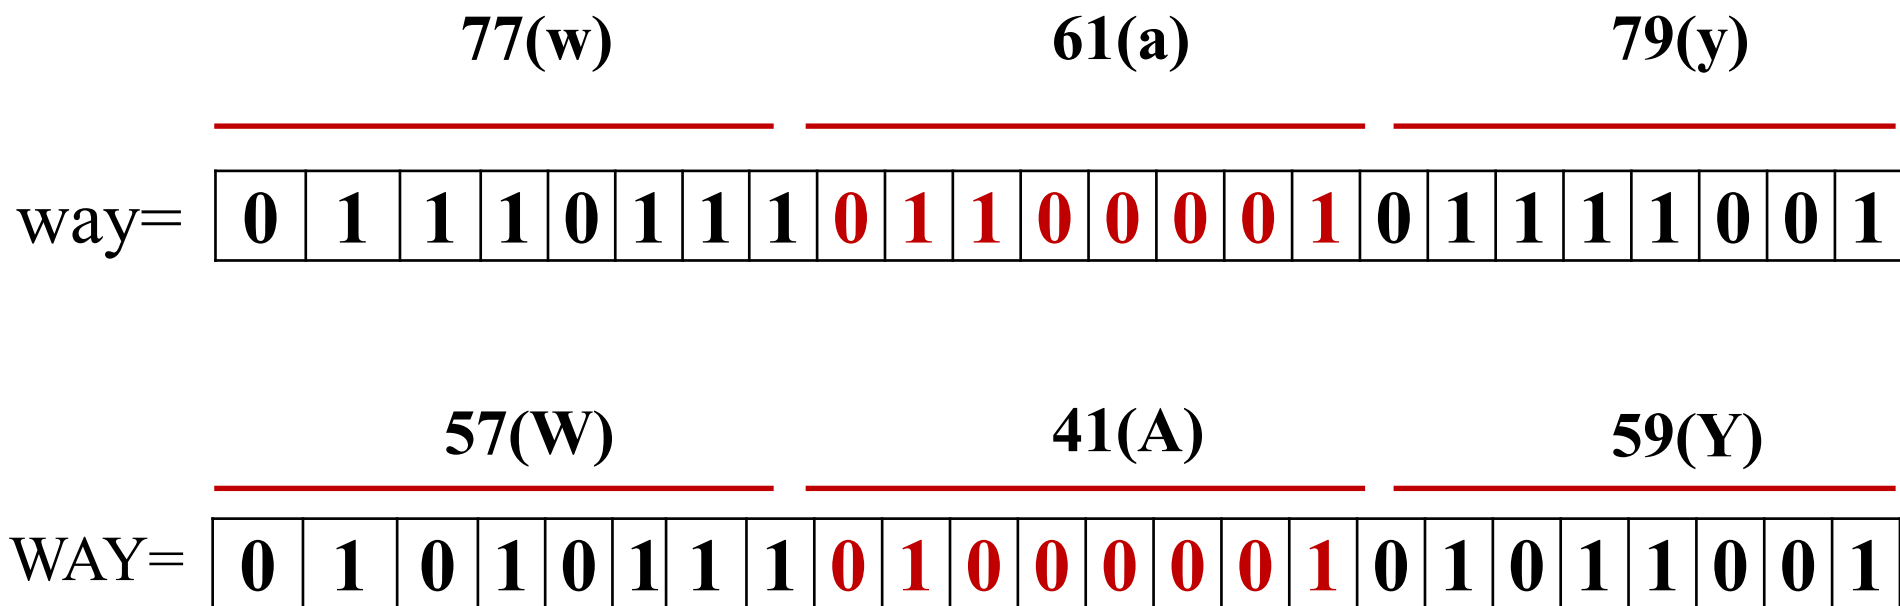 77(w) 61(a) 79(y)
way= 0 1 1 1 0 1 1 1 0 1 1 0 0 0 0 1 0 1 1 1 1 0 0 1
57(W) 41(A) 59(Y)
WAY= 0 1 0 1 0 1 1 1 0 1 0 0 0 0 0 1 0 1 0 1 1 0 0 1